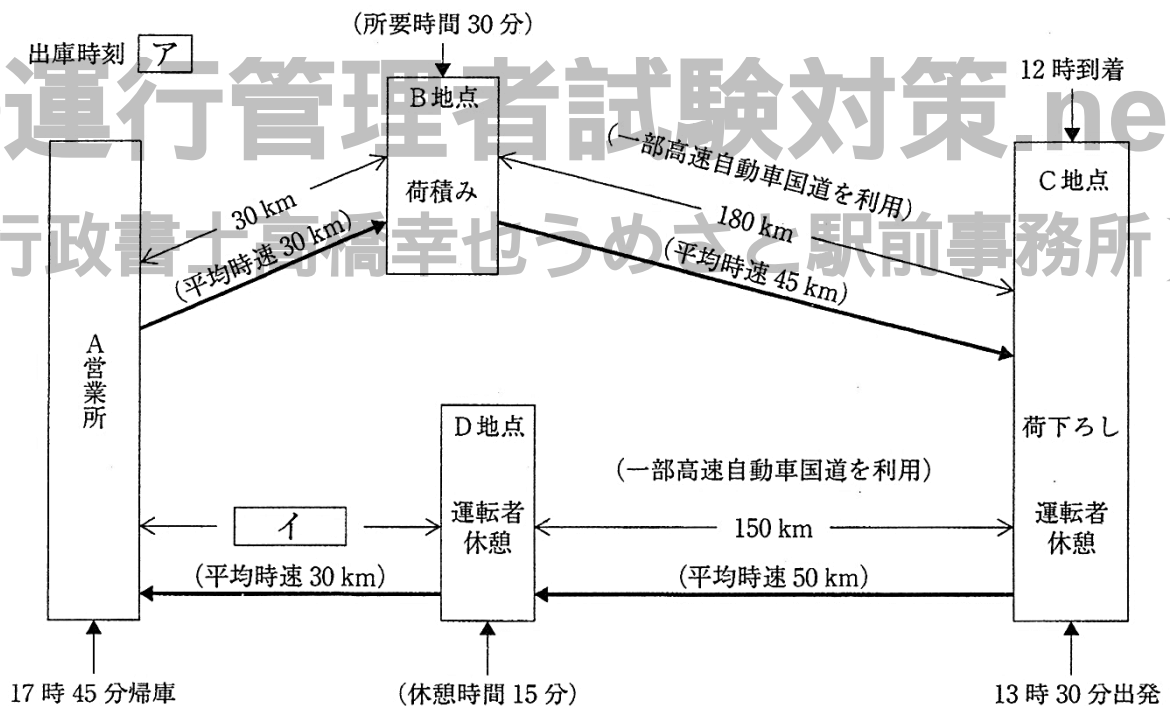 (所要時間 30 分)
出庫時刻 ア
12 時到着
運行管理者試験対策.ne
B地点
荷積み
(一部高速自動車国道を利用)
C地点
30 km
180 km
行政書士高橋幸也うめさと駅前事務所
(平均時速 30 km)
(平均時速 45 km)
A営業所
D地点
荷下ろし
(一部高速自動車国道を利用)
イ
運転者
休憩
150 km
運転者
休憩
(平均時速 30 km)
(平均時速 50 km)
17 時 45 分帰庫
(休憩時間 15 分)
13 時 30 分出発